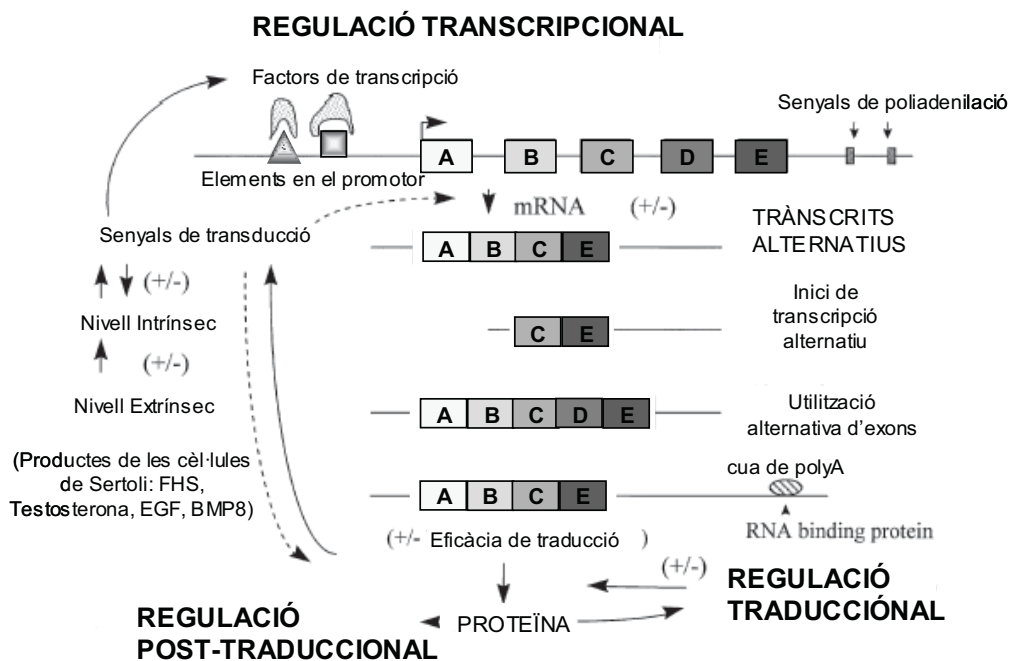 REGULACIÓ TRANSCRIPCIONAL
Factors de transcripció
Senyals de poliadenilació
A B C D E
Elements en el promotor
mRNA (+/-)
Senyals de transducció
TRÀNSCRITS
ALTERNATIUS
A B C E
(+/-)
Nivell Intrínsec
Inici de
transcripció
alternatiu
C E
(+/-)
Nivell Extrínsec
A B C D E
Utilització
alternativa d'exons
(Productes de les cèl·lules
de Sertoli: FHS,
Testosterona, EGF, BMP8)
cua de polyA
A B C E
RNA binding protein
(+/- Eficàcia de traducció )
(+/-)
REGULACIÓ
TRADUCCIÓNAL
PROTEÏNA
REGULACIÓ
POST-TRADUCCIONAL